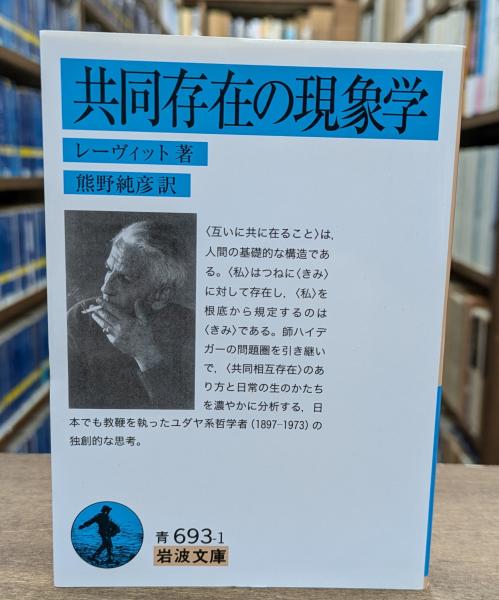 共同存在の現象学
レーヴィット著
熊野純彦訳
〈互いに共に在ること〉は,
人間の基礎的な構造であ
る。〈私〉はつねに〈きみ〉
に対して存在し,〈私〉を
根底から規定するのは
〈きみ〉である。師ハイデ
ガーの問題圏を引き継い
で,〈共同相互存在〉のあ
り方と日常の生のかたち
を濃やかに分析する, 日
本でも教鞭を執ったユダヤ系哲学者(1897-1973)の
独創的な思考。
青 693-1
岩波文庫